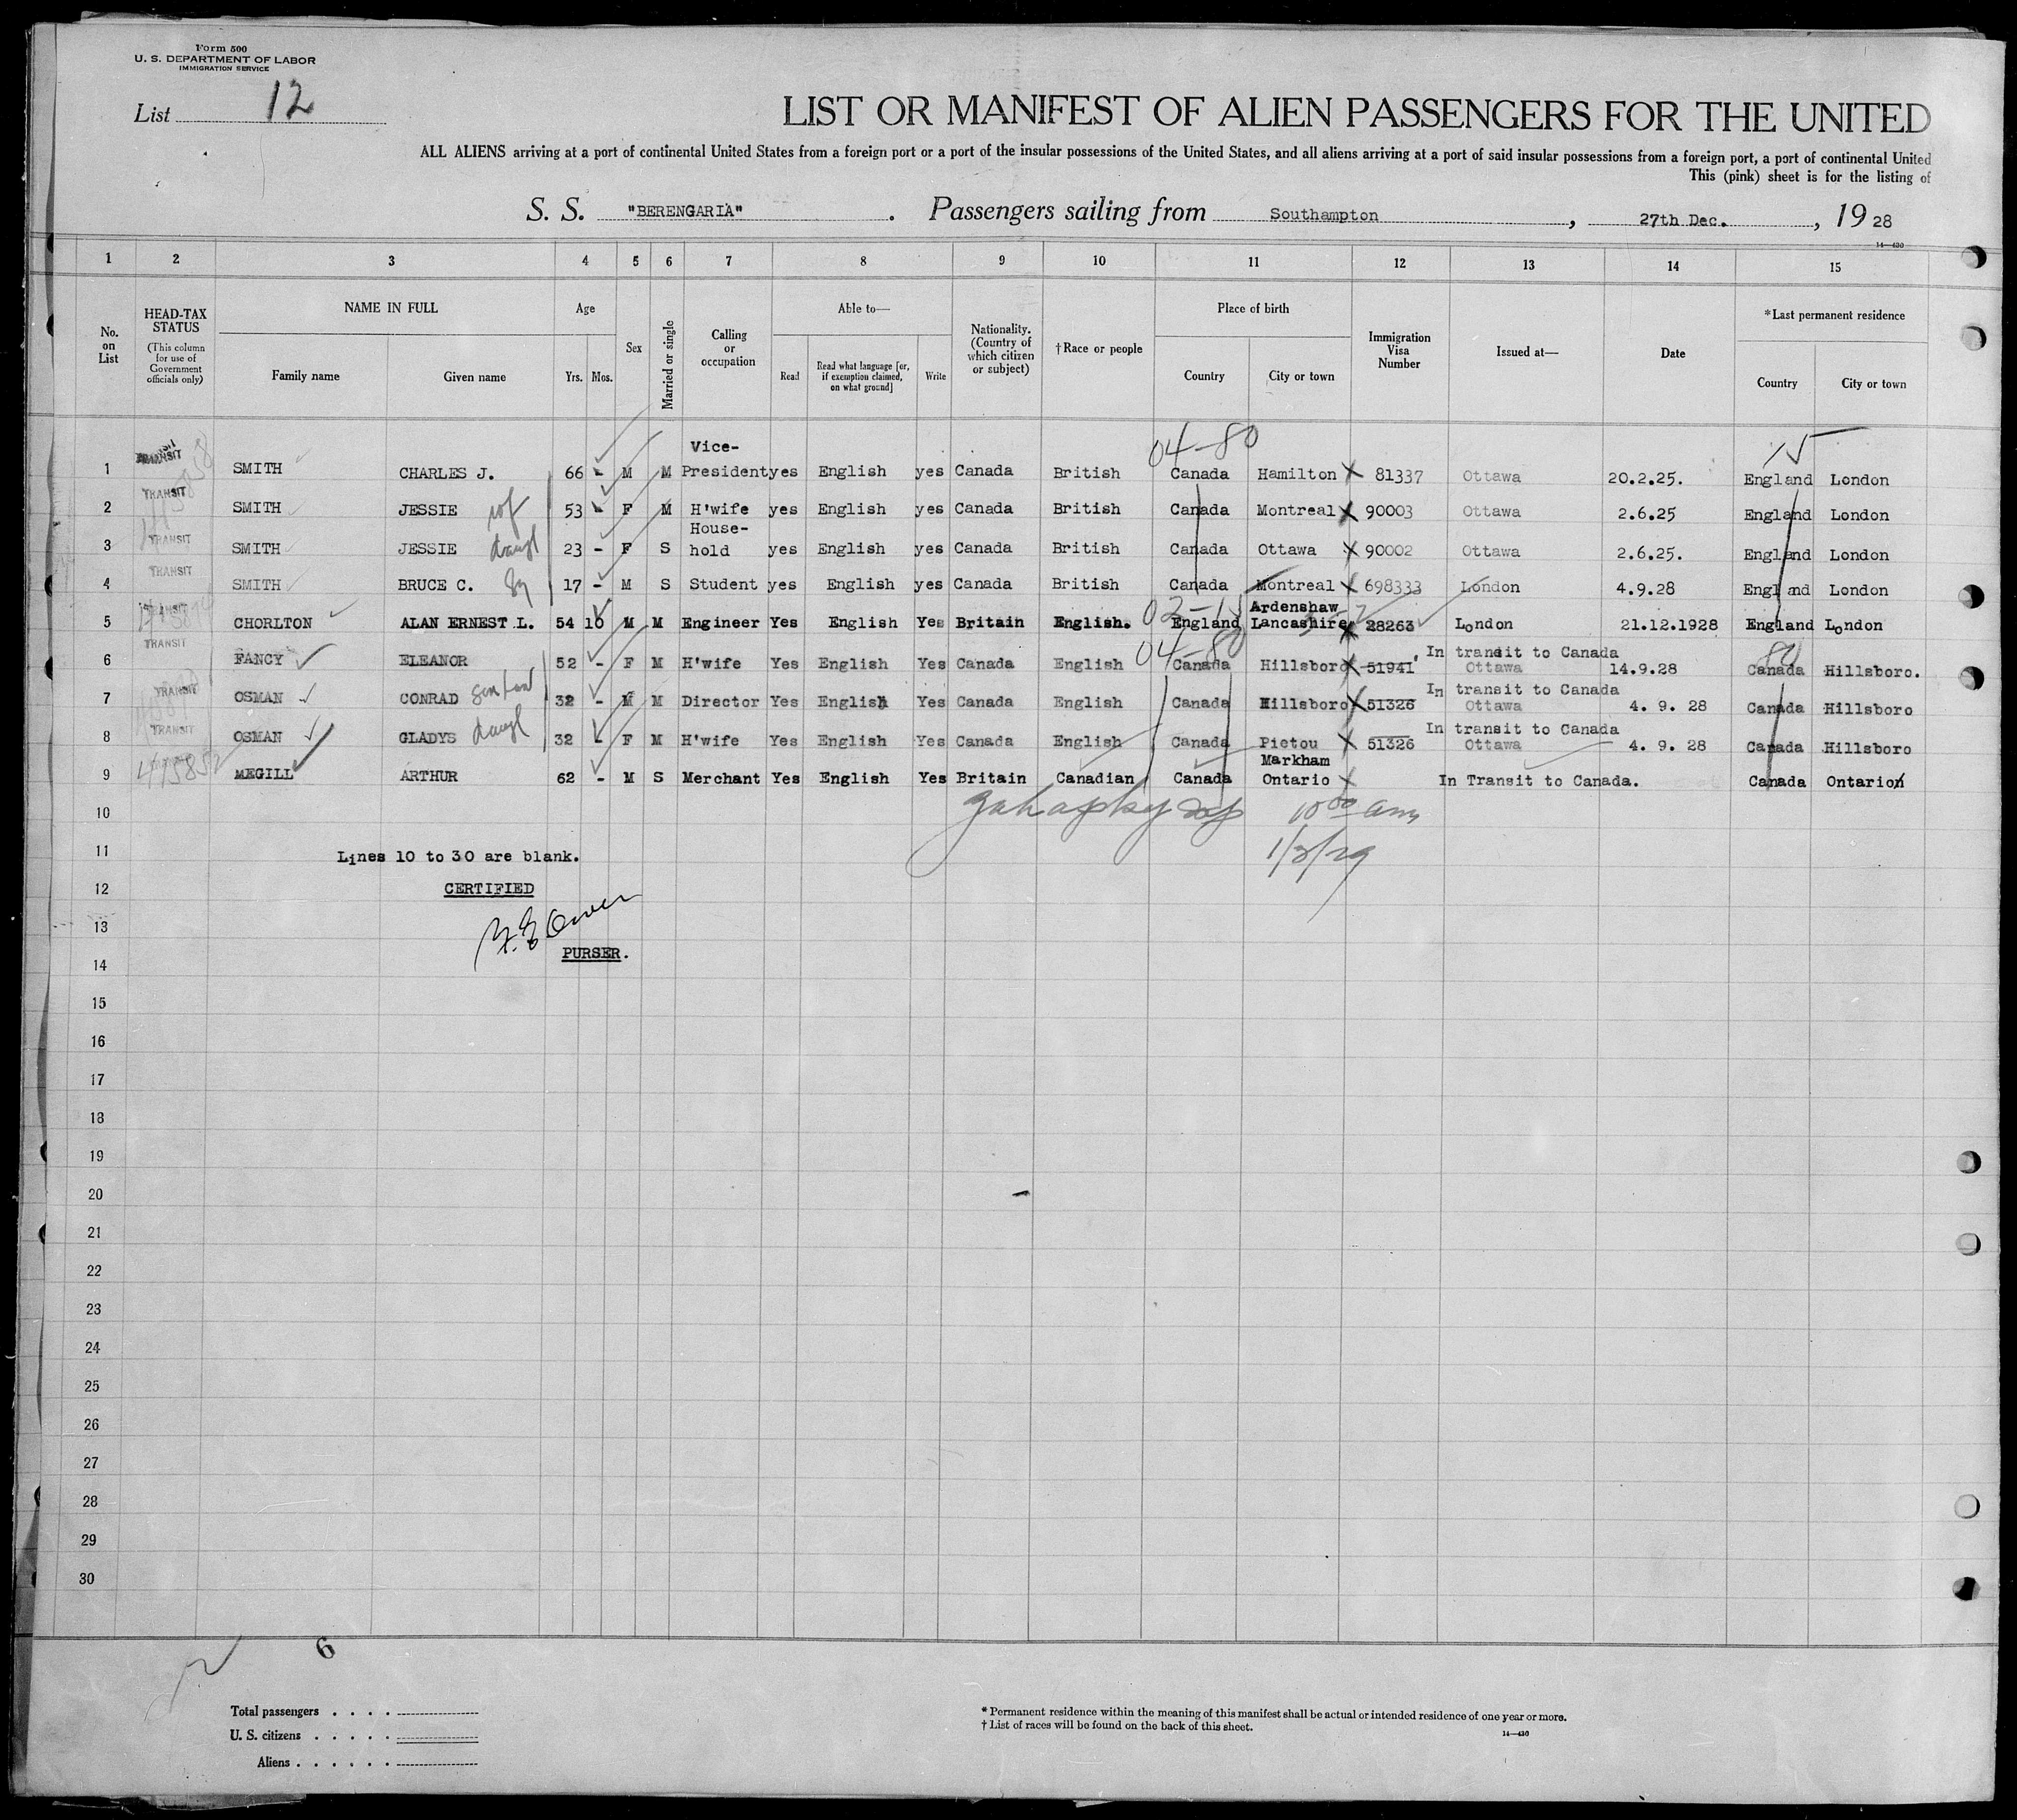 Form 500
U. S. DEPARTMENT OF LABOR
IMMIGRATION SERVICE
List 12
LIST OR MANIFEST OF ALIEN PASSENGERS FOR THE UNITED
ALL ALIENS arriving at a port of continental United States from a foreign port or a port of the insular possessions of the United States, and all aliens arriving at a port of said insular possessions from a foreign port, a port of continental United
This (pink) sheet is for the listing of
S. S. "BERENGARIA". Passengers sailing from Southampton, 27th Dec., 19 28
14—430
1 2 3 4 5 6 7 8 9 10 11 12 13 14 15
No. on List
HEAD-TAX STATUS (This column for use of Government officials only)
NAME IN FULL
Family name Given name
Age
Yrs. Mos.
Sex
Married or single
Calling or occupation
Able to—
Read Read what language [or, if exemption claimed, on what ground] Write
Nationality. (Country of which citizen or subject)
†Race or people
Place of birth
Country City or town
Immigration Visa Number
Issued at—
Date
*Last permanent residence
Country City or town
04-80
15
1 TRANSIT SMITH CHARLES J. 66 - M M Vice-President yes English yes Canada British Canada Hamilton X 81337 Ottawa 20.2.25. England London
2 TRANSIT SMITH JESSIE wf 53 - F M H'wife yes English yes Canada British Canada Montreal X 90003 Ottawa 2.6.25 England London
3 TRANSIT SMITH JESSIE daugt 23 - F S House-hold yes English yes Canada British Canada Ottawa X 90002 Ottawa 2.6.25. England London
4 TRANSIT SMITH BRUCE C. 17 - M S Student yes English yes Canada British Canada Montreal X 698333 London 4.9.28 England London
5 TRANSIT CHORLTON ALAN ERNEST L. 54 10 M M Engineer Yes English Yes Britain English. England Ardenshaw Lancashire X 28263 London 21.12.1928 England London
04-80
80
6 TRANSIT FANCY ELEANOR 52 - F M H'wife Yes English Yes Canada English Canada Hillsboro X 51941 In transit to Canada Ottawa 14.9.28 Canada Hillsboro.
7 TRANSIT OSMAN CONRAD 32 - M M Director Yes English Yes Canada English Canada Hillsboro X 51326 In transit to Canada Ottawa 4. 9. 28 Canada Hillsboro
8 TRANSIT OSMAN GLADYS daugt 32 - F M H'wife Yes English Yes Canada English Canada Pictou X 51326 In transit to Canada Ottawa 4. 9. 28 Canada Hillsboro
9 415852 MEGILL ARTHUR 62 - M S Merchant Yes English Yes Britain Canadian Canada Markham Ontario X In Transit to Canada. Canada Ontario
10 10 00 am
11 Lines 10 to 30 are blank. 1/3/29
12 CERTIFIED
13
PURSER.
14
15
16
17
18
19
20
21
22
23
24
25
26
27
28
29
30
6
Total passengers . . . .
U. S. citizens . . . . .
Aliens . . . . . .
* Permanent residence within the meaning of this manifest shall be actual or intended residence of one year or more.
† List of races will be found on the back of this sheet.
14—430